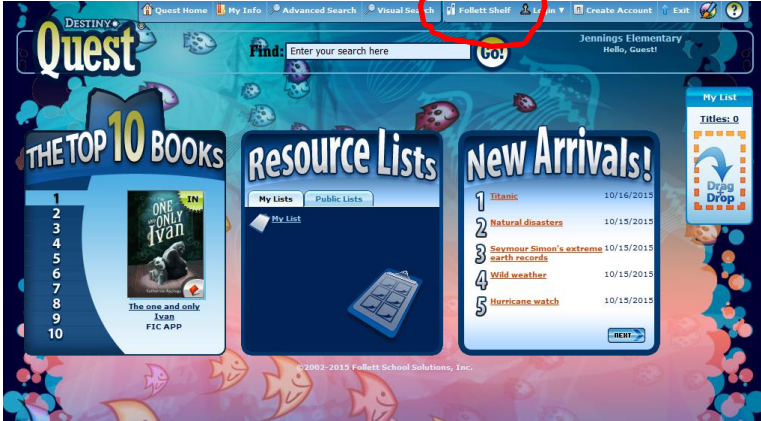 Quest Home My Info Advanced Search Visual Search Follett Shelf Login Create Account Exit ?
DESTINY
Quest
Find: Enter your search here Go!
Jennings Elementary
Hello, Guest!
My List
Titles: 0
Drag
+
Drop
THE TOP 10 BOOKS
1
2
3
4
5
6
7
8
9
10
IN
THE
ONE
AND
ONLY
Ivan
The one and only
Ivan
FIC APP
Resource Lists
My Lists Public Lists
My List
New Arrivals!
1 Titanic 10/16/2015
2 Natural disasters 10/15/2015
3 Seymour Simon's extreme 10/15/2015
earth records
4 Wild weather 10/15/2015
5 Hurricane watch 10/15/2015
NEXT
©2002-2015 Follett School Solutions, Inc.